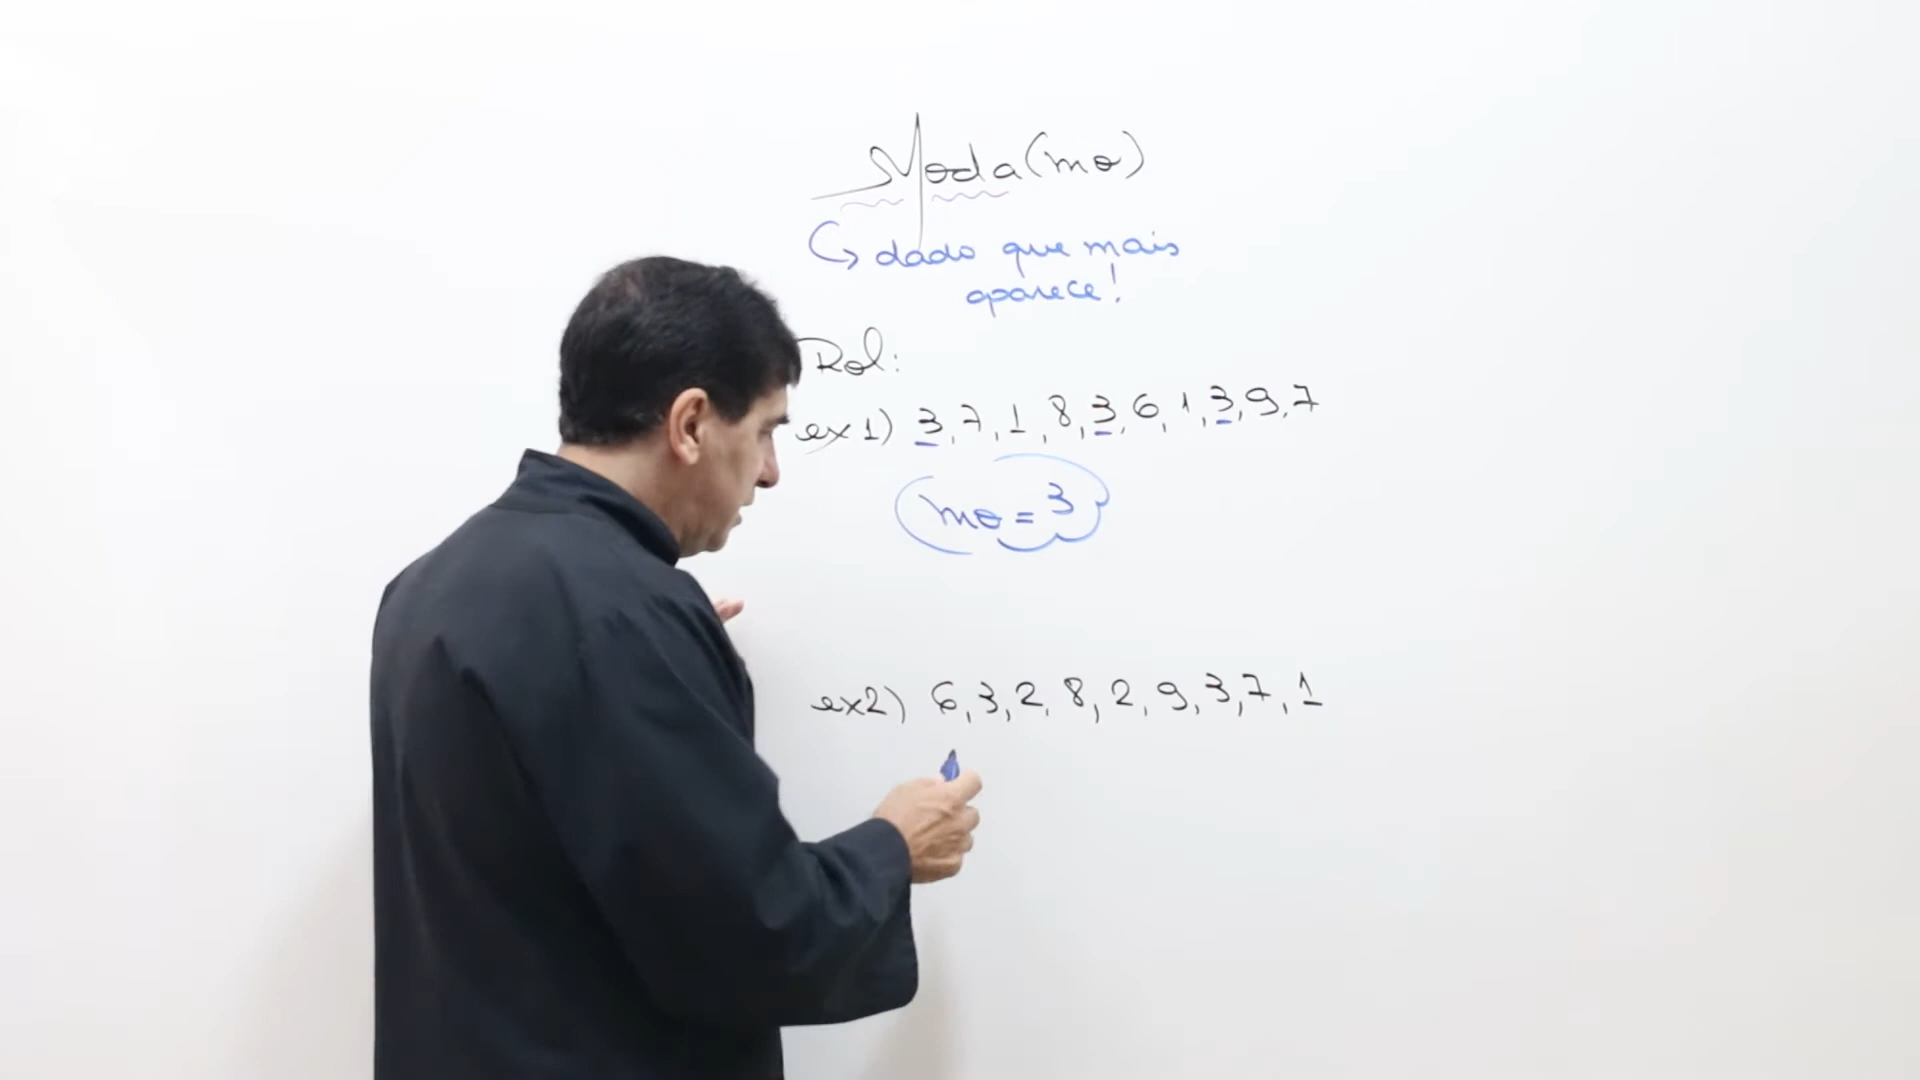 Moda (mo)
↳ dado que mais
aparece!
Rol:
ex1) 3, 7, 1, 8, 3, 6, 1, 3, 9, 7
mo = 3
ex2) 6, 3, 2, 8, 2, 9, 3, 7, 1